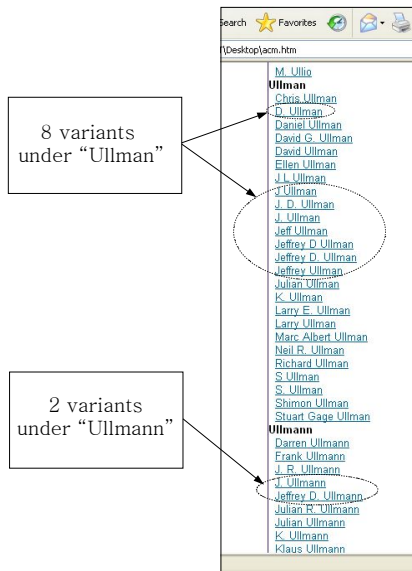 Search Favorites
f\Desktop\acm.htm
M. Ullio
Ullman
Chris Ullman
D. Ullman
Daniel Ullman
David G. Ullman
David Ullman
Ellen Ullman
J L Ullman
J Ullman
J. D. Ullman
J. Ullman
Jeff Ullman
Jeffrey D Ullman
Jeffrey D. Ullman
Jeffrey Ullman
Julian Ullman
K. Ullman
Larry E. Ullman
Larry Ullman
Marc Albert Ullman
Neil R. Ullman
Richard Ullman
S Ullman
S. Ullman
Shimon Ullman
Stuart Gage Ullman
Ullmann
Darren Ullmann
Frank Ullmann
J. R. Ullmann
J. Ullmann
Jeffrey D. Ullmann
Julian R. Ullmann
Julian Ullmann
K. Ullmann
Klaus Ullmann
8 variants
under “Ullman”
2 variants
under “Ullmann”